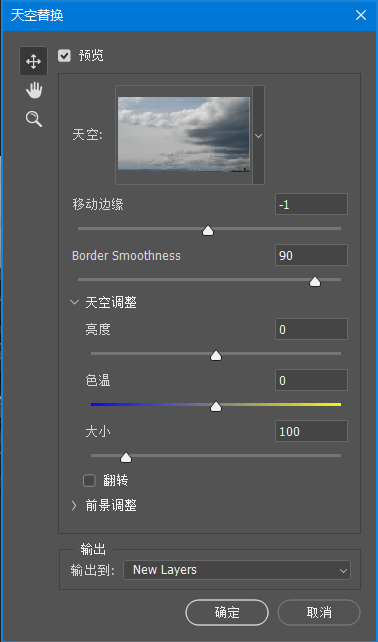 天空替换
预览
天空:
移动边缘 -1
Border Smoothness 90
天空调整
亮度 0
色温 0
大小 100
翻转
前景调整
输出
输出到: New Layers
确定 取消